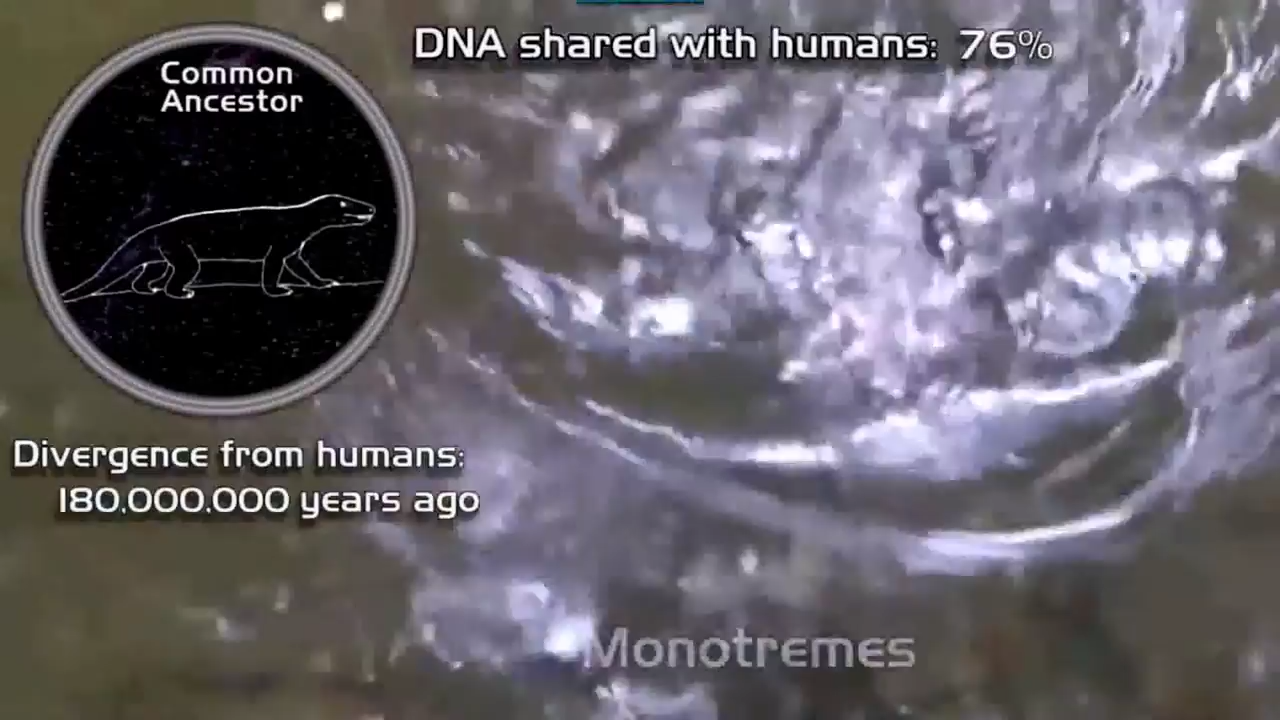 DNA shared with humans: 76%
Common
Ancestor
Divergence from humans:
180,000,000 years ago
Monotremes